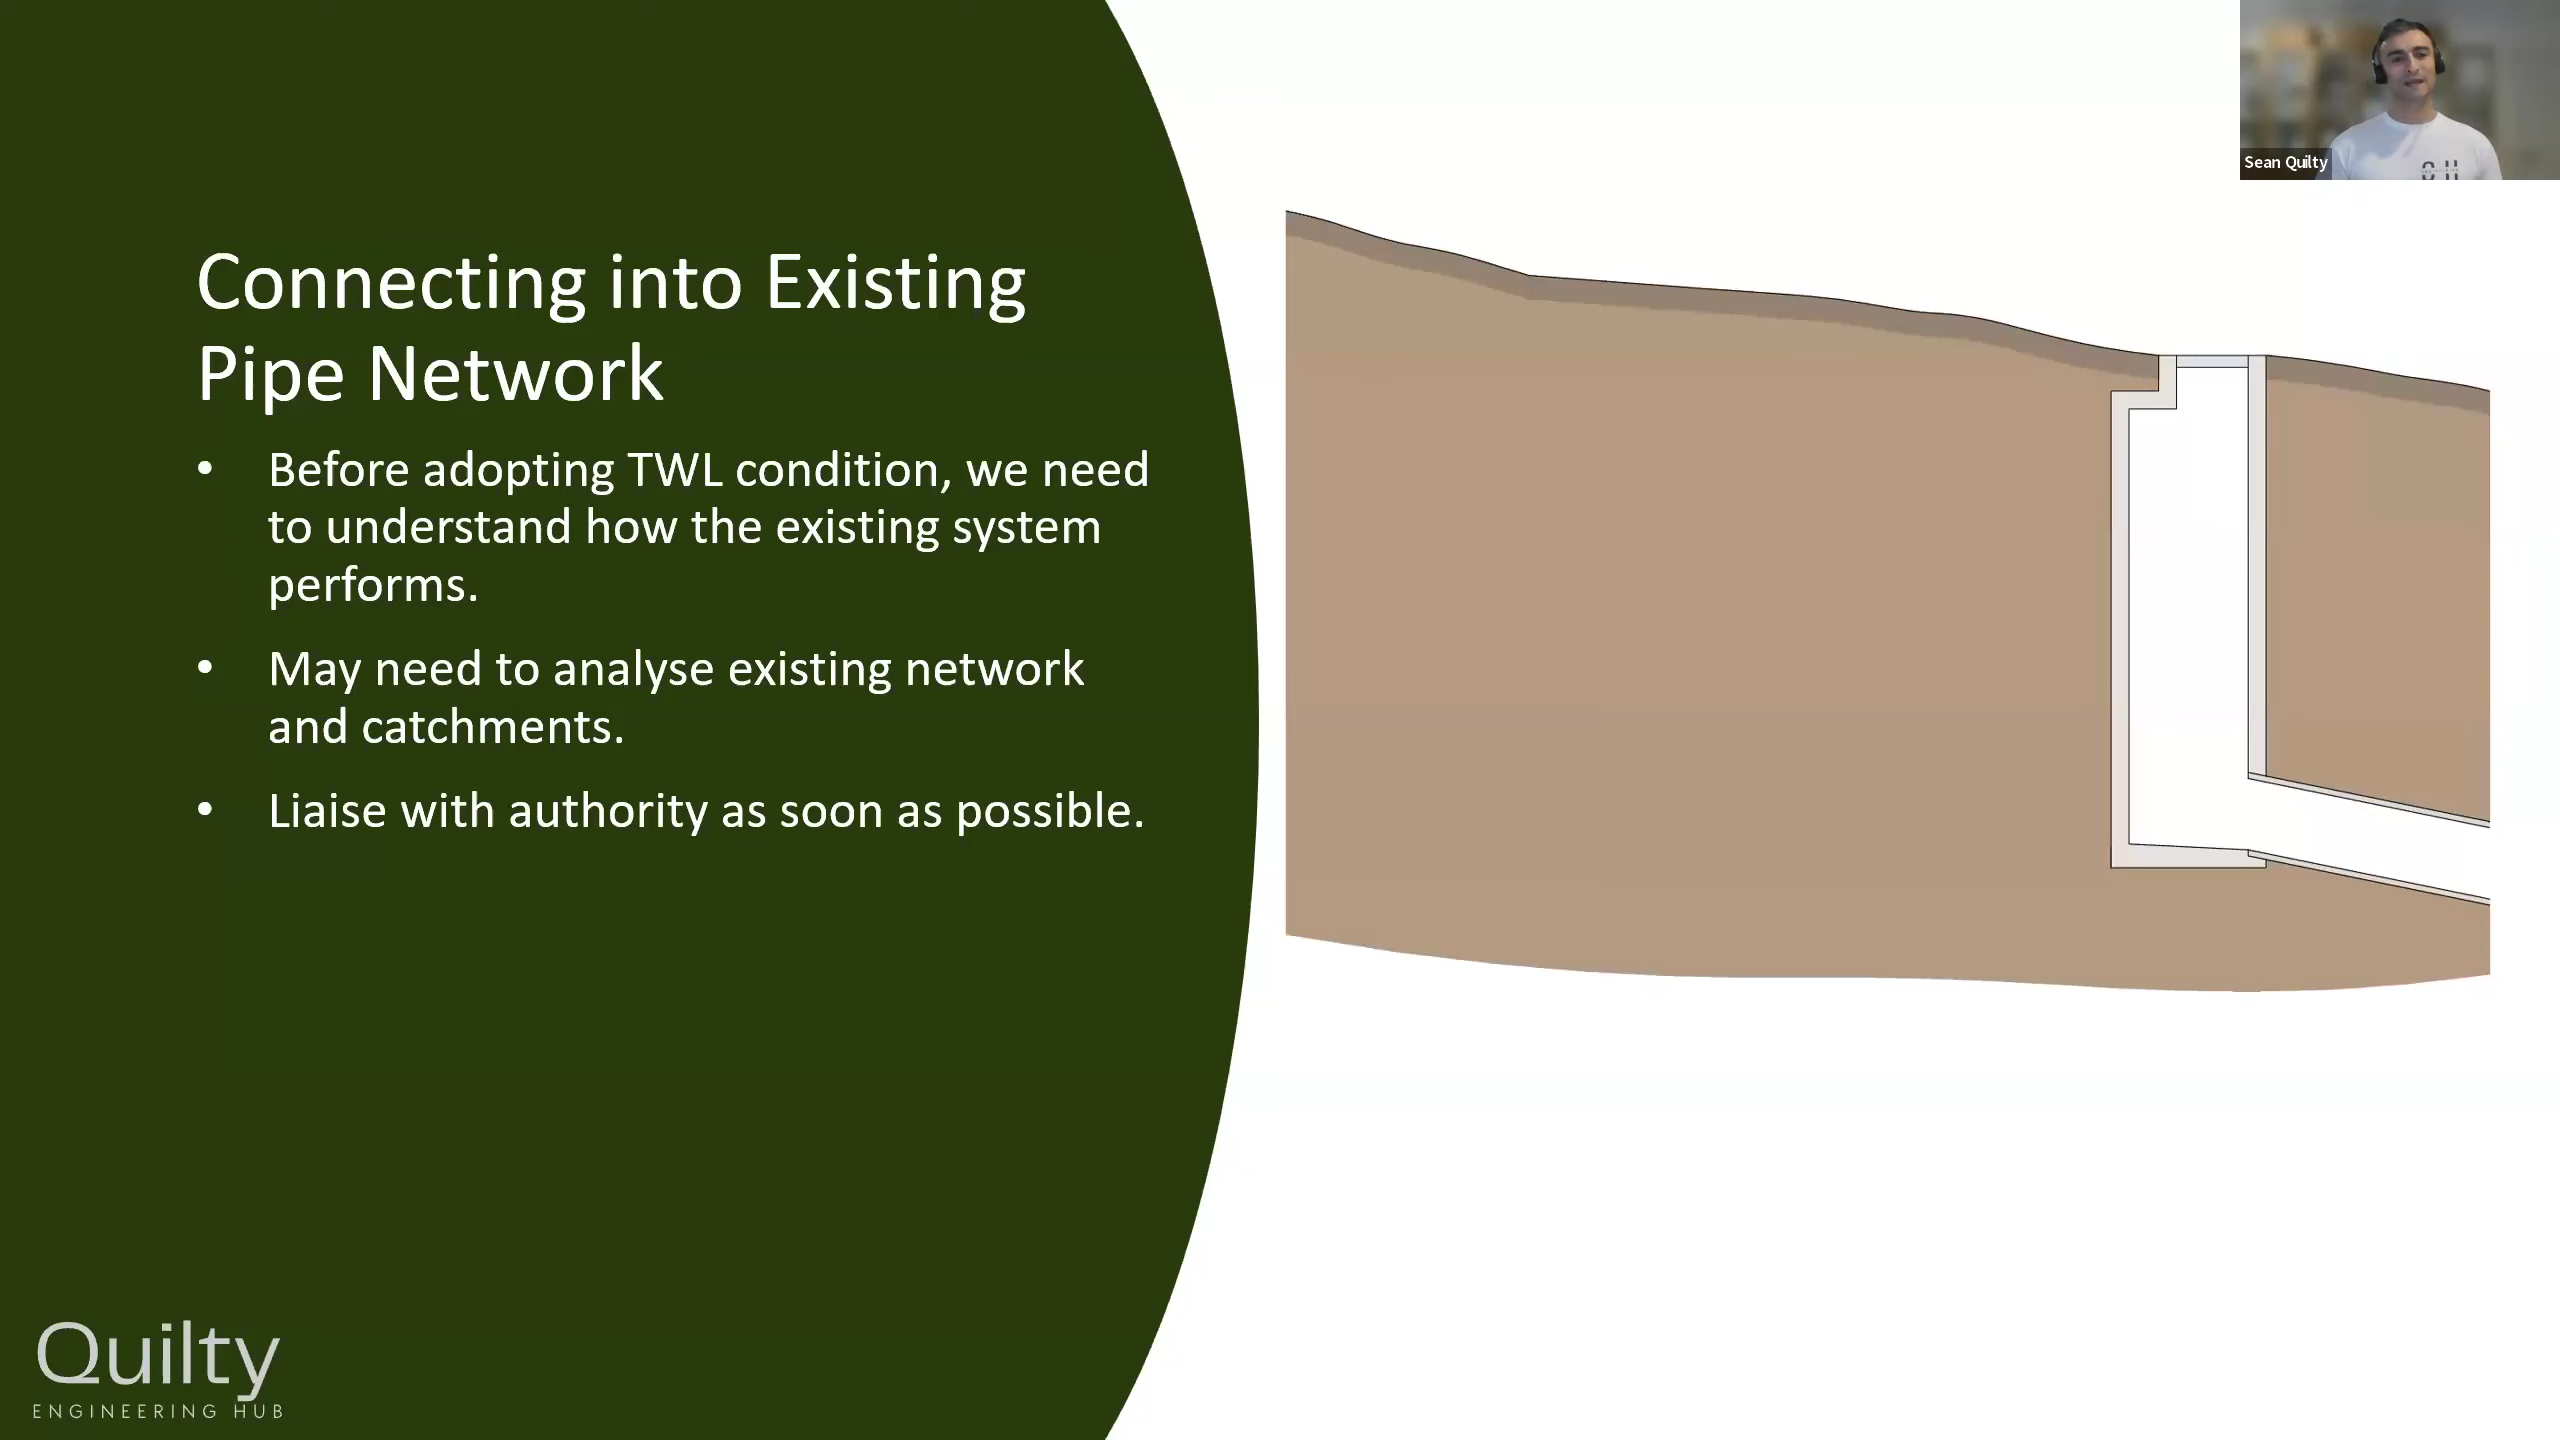 Connecting into Existing
Pipe Network
• Before adopting TWL condition, we need
to understand how the existing system
performs.
• May need to analyse existing network
and catchments.
• Liaise with authority as soon as possible.
Sean Quilty
Quilty
ENGINEERING HUB